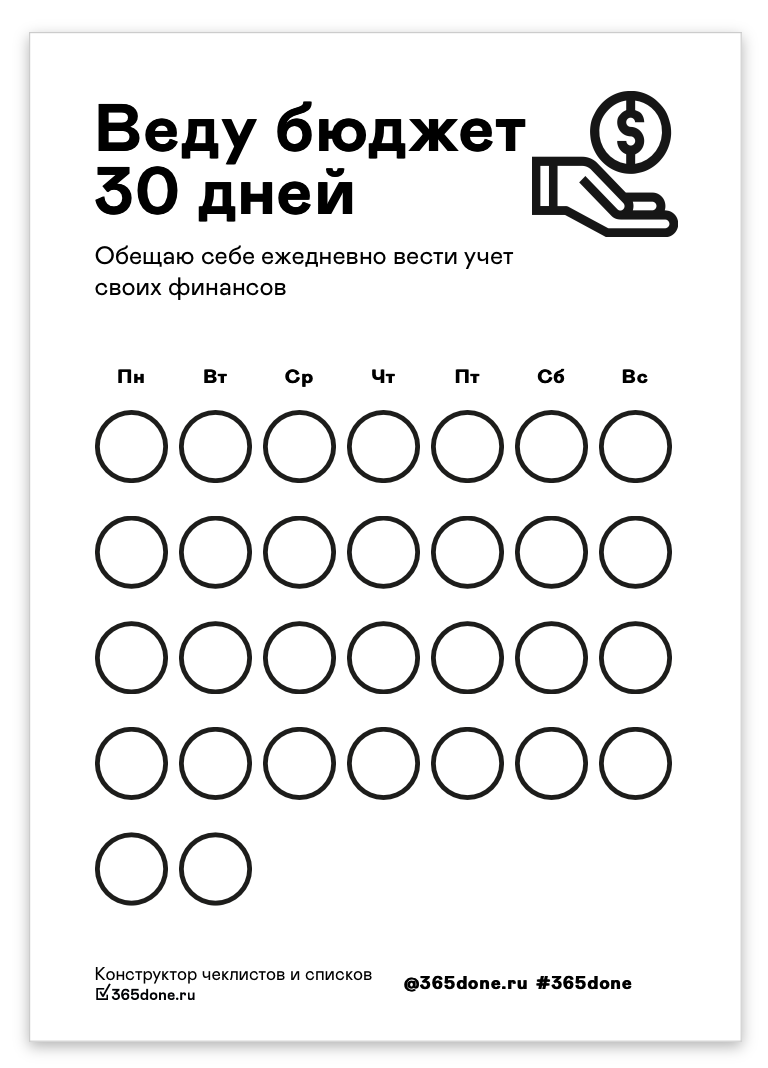 Веду бюджет
30 дней
Обещаю себе ежедневно вести учет
своих финансов
Пн Вт Ср Чт Пт Сб Вс
Конструктор чеклистов и списков
365done.ru
@365done.ru #365done